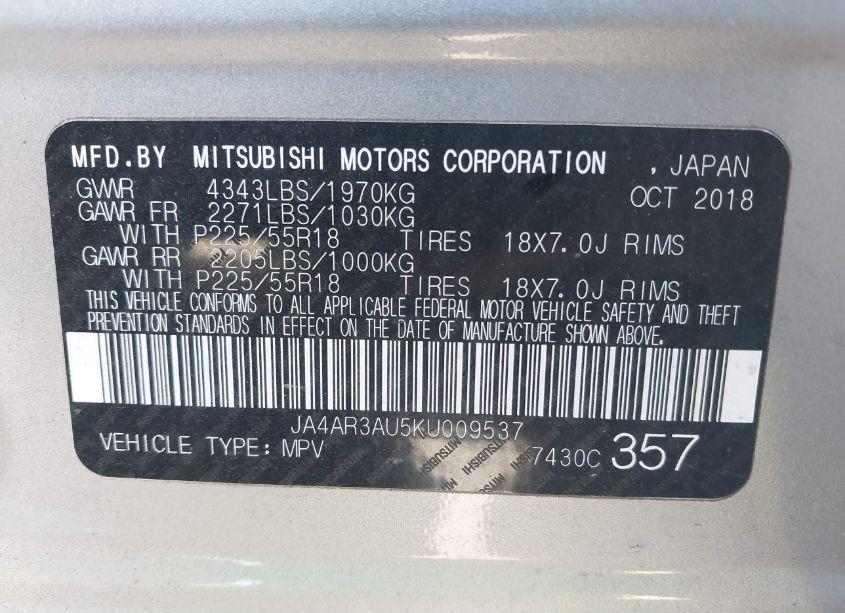 MFD.BY MITSUBISHI MOTORS CORPORATION , JAPAN
GVWR 4343LBS/1970KG OCT 2018
GAWR FR 2271LBS/1030KG
WITH P225/55R18 TIRES 18X7.0J RIMS
GAWR RR 2205LBS/1000KG
WITH P225/55R18 TIRES 18X7.0J RIMS
THIS VEHICLE CONFORMS TO ALL APPLICABLE FEDERAL MOTOR VEHICLE SAFETY AND THEFT
PREVENTION STANDARDS IN EFFECT ON THE DATE OF MANUFACTURE SHOWN ABOVE.
JA4AR3AU5KU009537
VEHICLE TYPE: MPV 7430C 357
MITSUBISHI